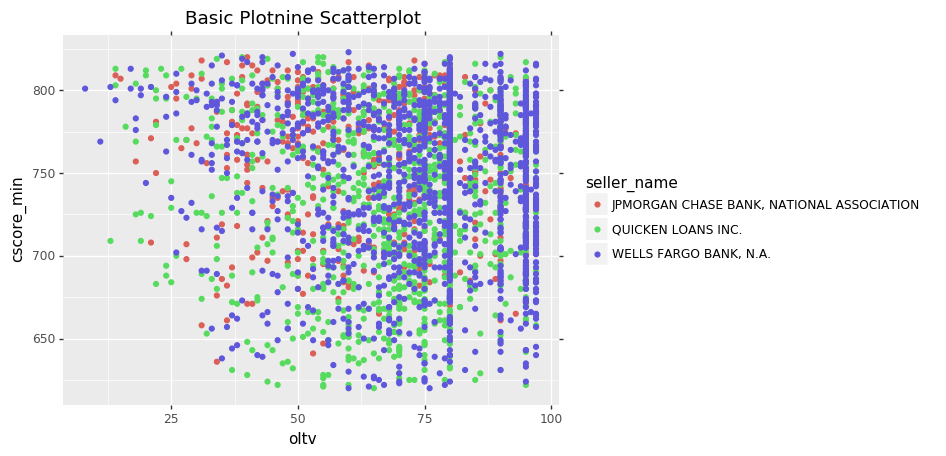 Basic Plotnine Scatterplot
800
750
700
650
cscore_min
25 50 75 100
oltv
seller_name
JPMORGAN CHASE BANK, NATIONAL ASSOCIATION
QUICKEN LOANS INC.
WELLS FARGO BANK, N.A.